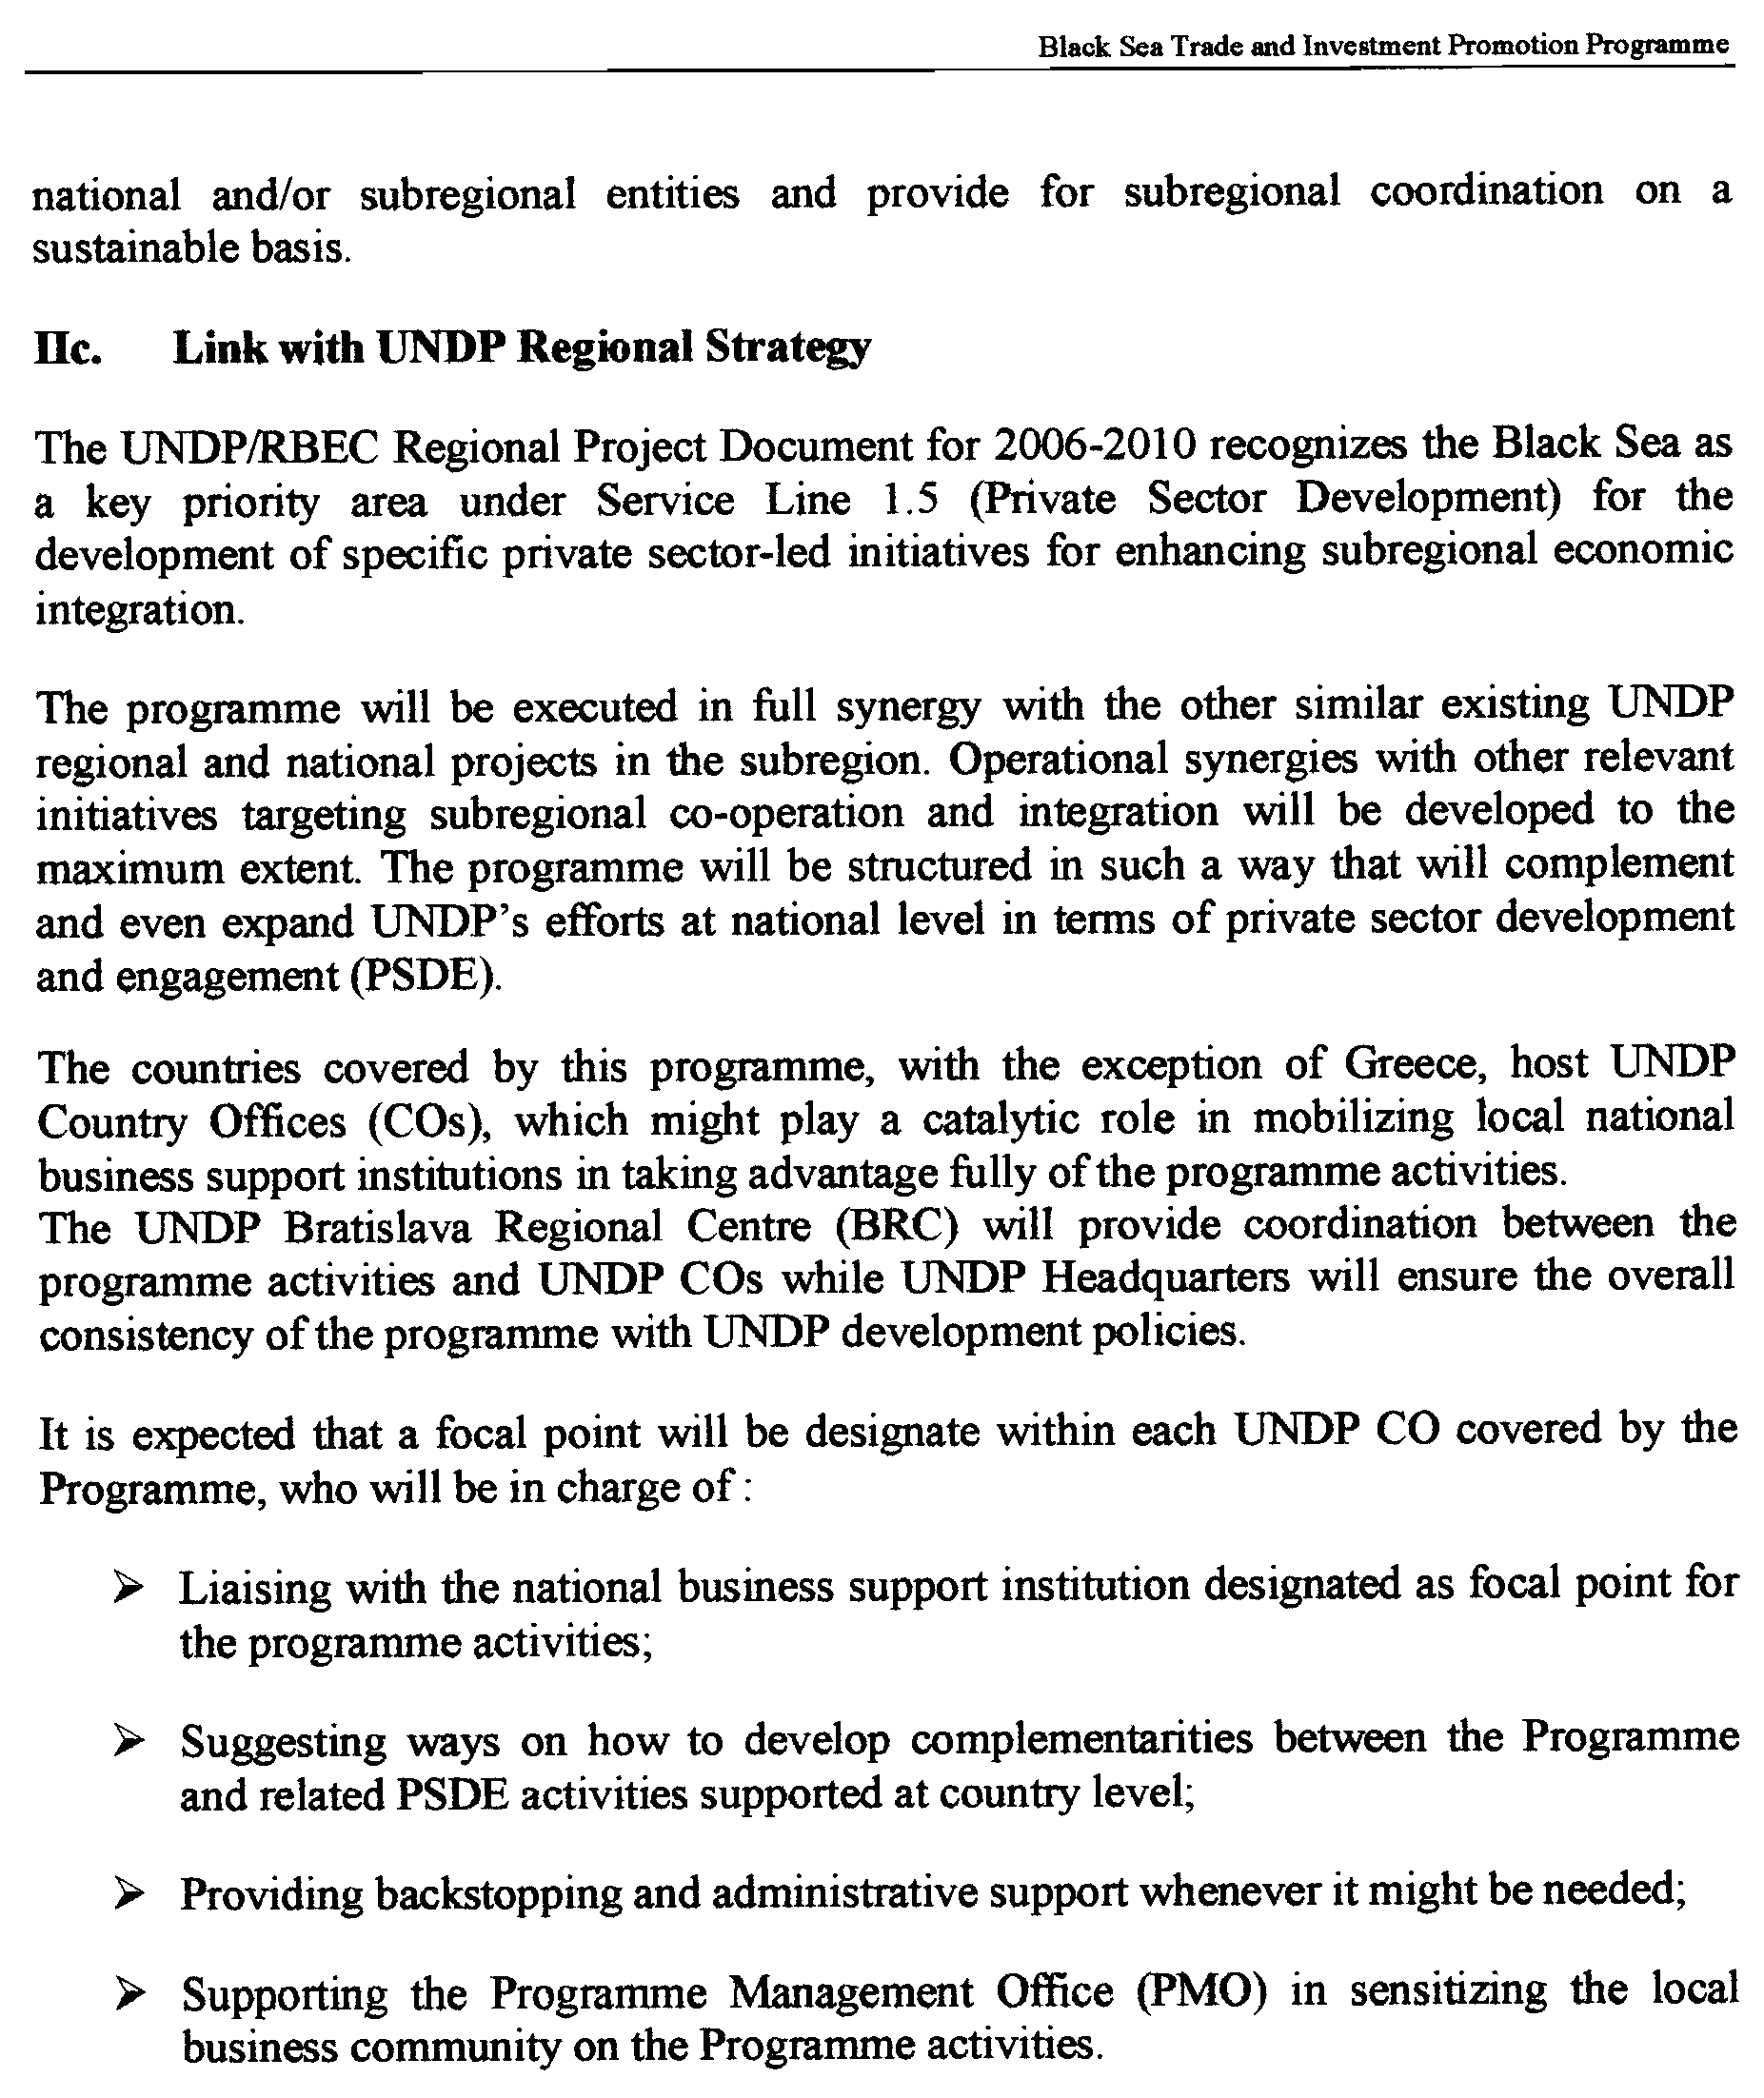 Black Sea Trade and Investment Promotion Programme
national and/or subregional entities and provide for subregional coordination on a
sustainable basis.
IIc. Link with UNDP Regional Strategy
The UNDP/RBEC Regional Project Document for 2006-2010 recognizes the Black Sea as
a key priority area under Service Line 1.5 (Private Sector Development) for the
development of specific private sector-led initiatives for enhancing subregional economic
integration.
The programme will be executed in full synergy with the other similar existing UNDP
regional and national projects in the subregion. Operational synergies with other relevant
initiatives targeting subregional co-operation and integration will be developed to the
maximum extent. The programme will be structured in such a way that will complement
and even expand UNDP's efforts at national level in terms of private sector development
and engagement (PSDE).
The countries covered by this programme, with the exception of Greece, host UNDP
Country Offices (COs), which might play a catalytic role in mobilizing local national
business support institutions in taking advantage fully of the programme activities.
The UNDP Bratislava Regional Centre (BRC) will provide coordination between the
programme activities and UNDP COs while UNDP Headquarters will ensure the overall
consistency of the programme with UNDP development policies.
It is expected that a focal point will be designate within each UNDP CO covered by the
Programme, who will be in charge of :
➢ Liaising with the national business support institution designated as focal point for
the programme activities;
➢ Suggesting ways on how to develop complementarities between the Programme
and related PSDE activities supported at country level;
➢ Providing backstopping and administrative support whenever it might be needed;
➢ Supporting the Programme Management Office (PMO) in sensitizing the local
business community on the Programme activities.